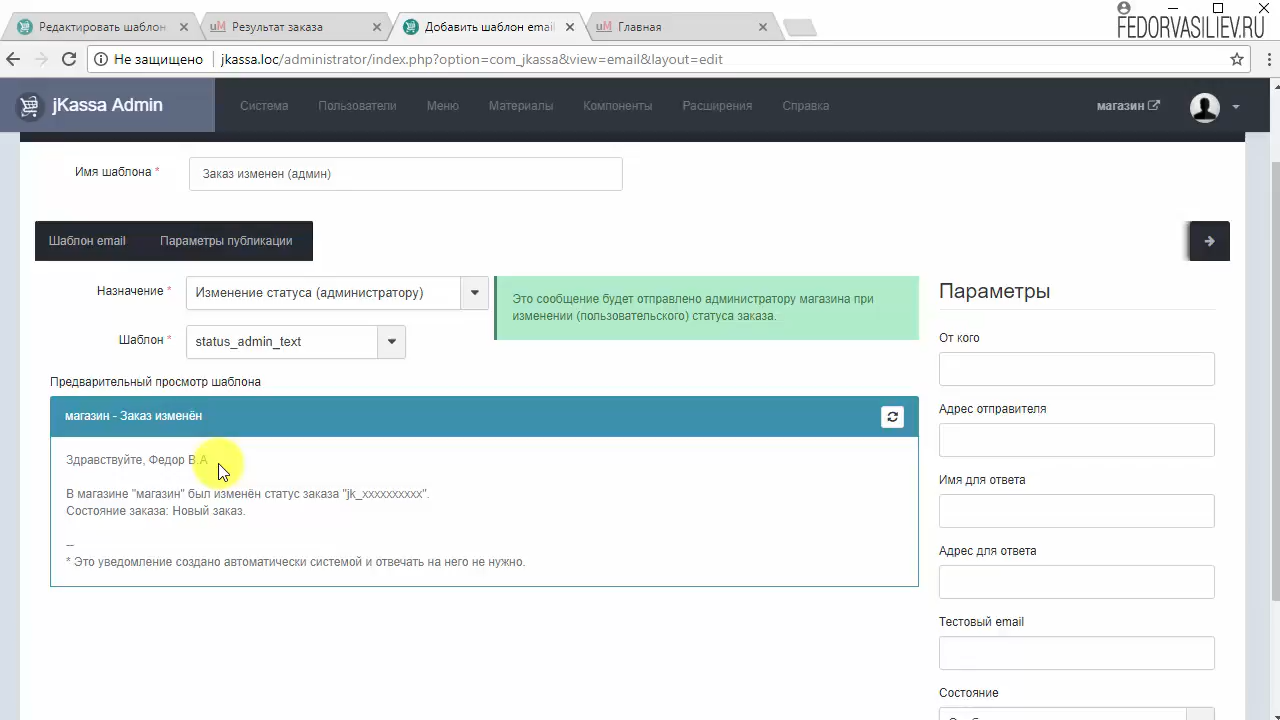 Редактировать шаблон
Результат заказа
Добавить шаблон email
Главная
FEDORVASILIEV.RU
Не защищено
jkassa.loc/administrator/index.php?option=com_jkassa&view=email&layout=edit
jKassa Admin
Система
Пользователи
Меню
Материалы
Компоненты
Расширения
Справка
магазин
Имя шаблона *
Заказ изменен (админ)
Шаблон email
Параметры публикации
Назначение *
Изменение статуса (администратору)
Это сообщение будет отправлено администратору магазина при
изменении (пользовательского) статуса заказа.
Шаблон *
status_admin_text
Предварительный просмотр шаблона
магазин - Заказ изменён
Здравствуйте, Федор В.А
В магазине "магазин" был изменён статус заказа "jk_xxxxxxxxxx".
Состояние заказа: Новый заказ.
--
* Это уведомление создано автоматически системой и отвечать на него не нужно.
Параметры
От кого
Адрес отправителя
Имя для ответа
Адрес для ответа
Тестовый email
Состояние